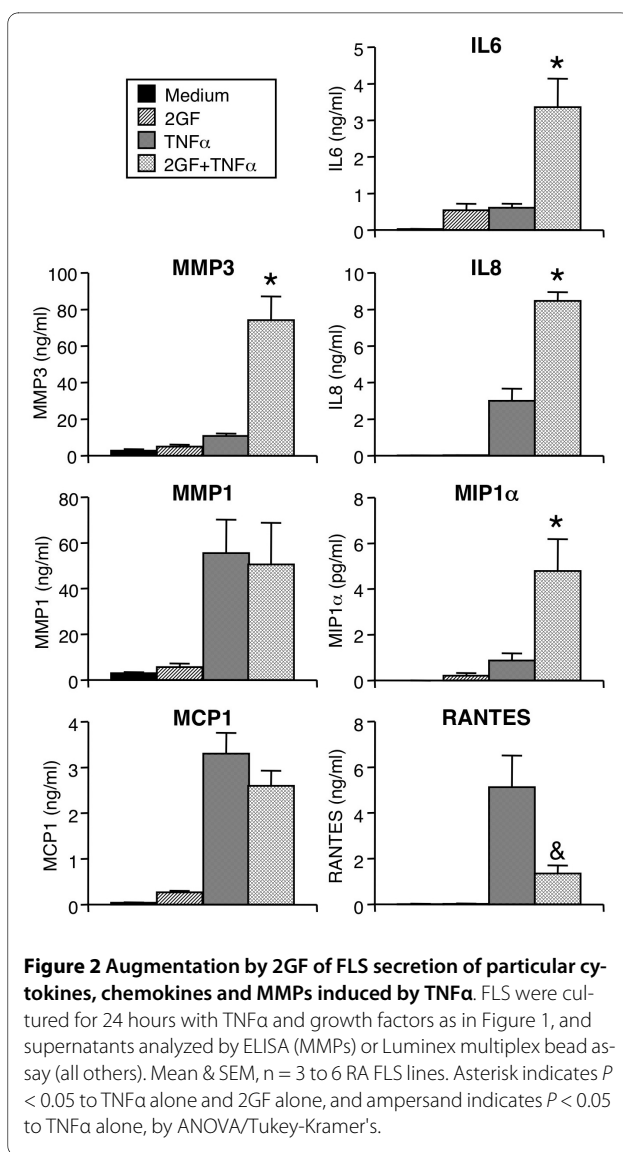 IL6
Medium
2GF
TNFα
2GF+TNFα
IL6 (ng/ml)
5
4
3
2
1
0
*
MMP3
MMP3 (ng/ml)
100
80
60
40
20
0
*
IL8
IL8 (ng/ml)
10
8
6
4
2
0
*
MMP1
MMP1 (ng/ml)
80
60
40
20
0
MIP1α
MIP1α (pg/ml)
8
6
4
2
0
*
MCP1
MCP1 (ng/ml)
4
3
2
1
0
RANTES
RANTES (ng/ml)
8
6
4
2
0
&
Figure 2 Augmentation by 2GF of FLS secretion of particular cy-
tokines, chemokines and MMPs induced by TNFα. FLS were cul-
tured for 24 hours with TNFα and growth factors as in Figure 1, and
supernatants analyzed by ELISA (MMPs) or Luminex multiplex bead as-
say (all others). Mean & SEM, n = 3 to 6 RA FLS lines. Asterisk indicates P
< 0.05 to TNFα alone and 2GF alone, and ampersand indicates P < 0.05
to TNFα alone, by ANOVA/Tukey-Kramer's.